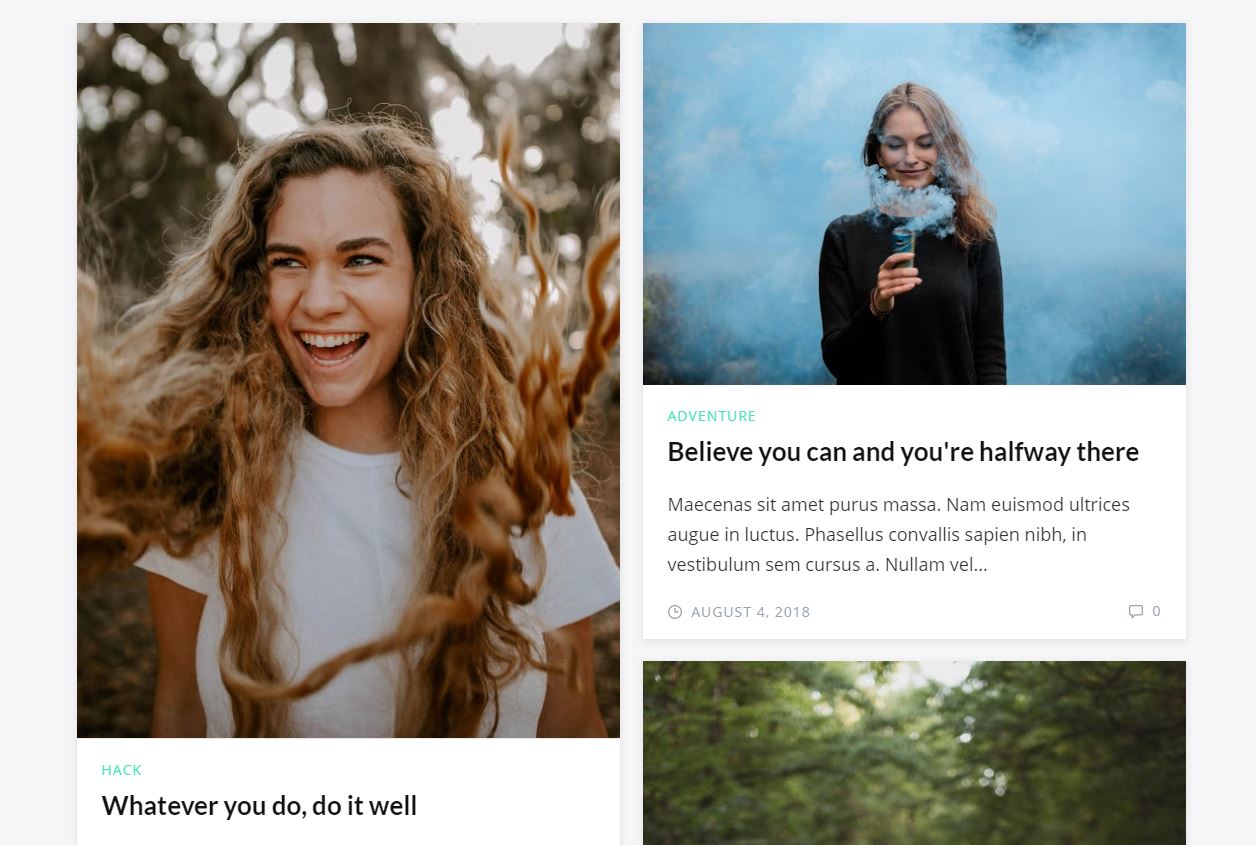 HACK
Whatever you do, do it well
ADVENTURE
Believe you can and you're halfway there
Maecenas sit amet purus massa. Nam euismod ultrices
augue in luctus. Phasellus convallis sapien nibh, in
vestibulum sem cursus a. Nullam vel...
AUGUST 4, 2018
0